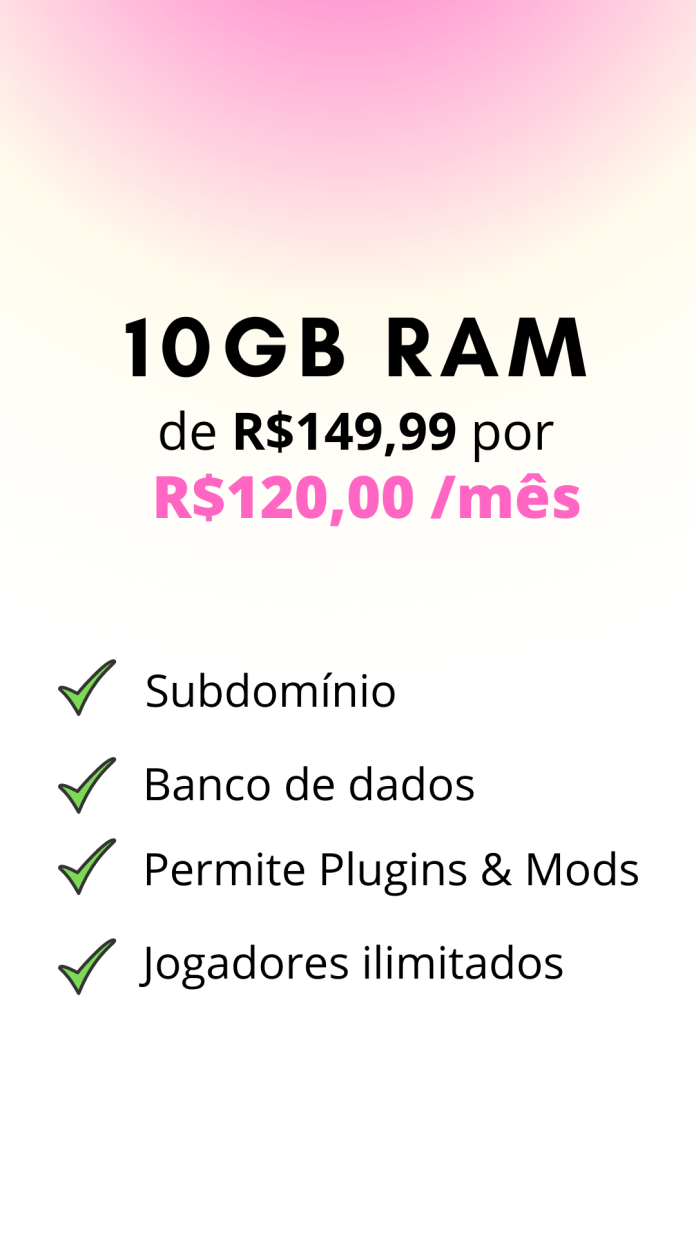 10GB RAM
de R$149,99 por
R$120,00 /mês
Subdomínio
Banco de dados
Permite Plugins & Mods
Jogadores ilimitados